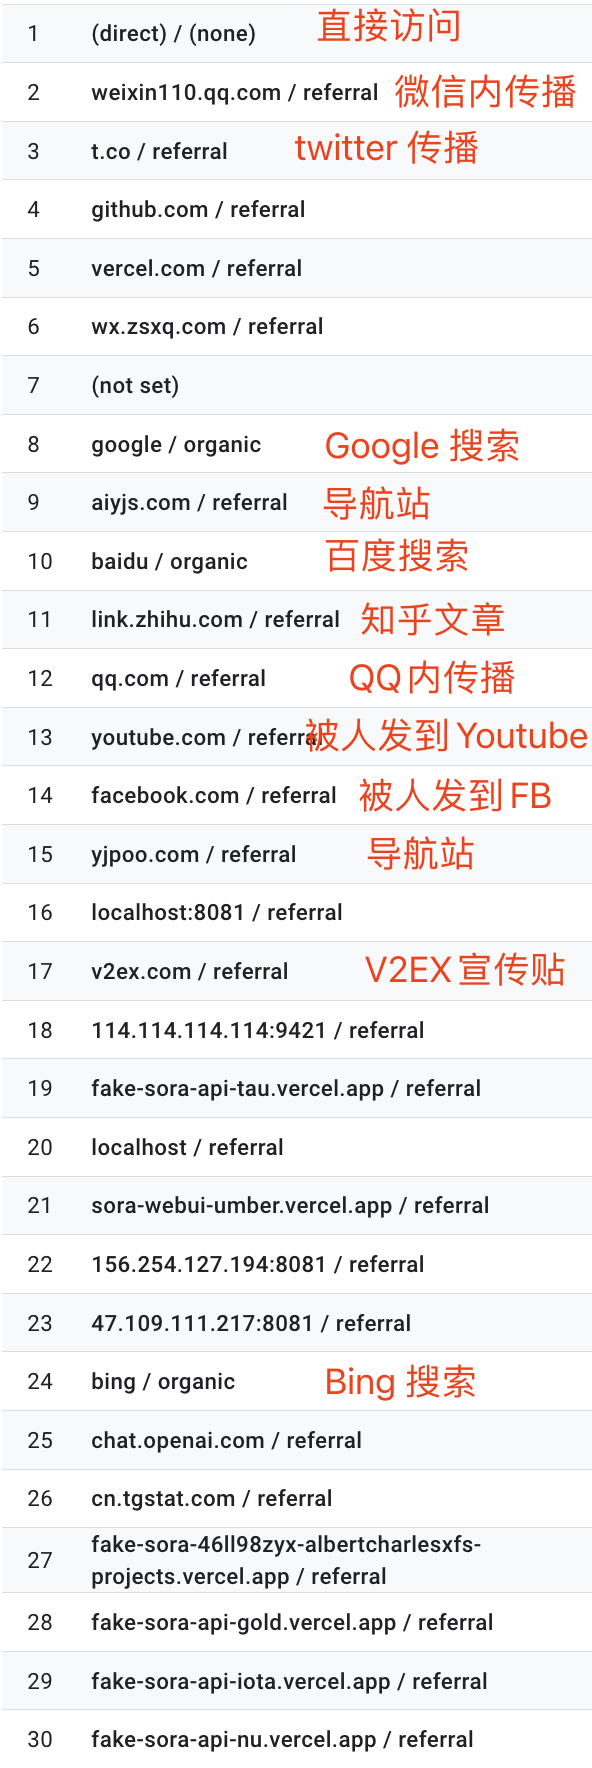 1 (direct) / (none) 直接访问
2 weixin110.qq.com / referral 微信内传播
3 t.co / referral twitter 传播
4 github.com / referral
5 vercel.com / referral
6 wx.zsxq.com / referral
7 (not set)
8 google / organic Google 搜索
9 aiyjs.com / referral 导航站
10 baidu / organic 百度搜索
11 link.zhihu.com / referral 知乎文章
12 qq.com / referral QQ内传播
13 youtube.com / referral 被人发到 Youtube
14 facebook.com / referral 被人发到 FB
15 yjpoo.com / referral 导航站
16 localhost:8081 / referral
17 v2ex.com / referral V2EX 宣传贴
18 114.114.114.114:9421 / referral
19 fake-sora-api-tau.vercel.app / referral
20 localhost / referral
21 sora-webui-umber.vercel.app / referral
22 156.254.127.194:8081 / referral
23 47.109.111.217:8081 / referral
24 bing / organic Bing 搜索
25 chat.openai.com / referral
26 cn.tgstat.com / referral
27 fake-sora-46ll98zyx-albertcharlesxfs-
projects.vercel.app / referral
28 fake-sora-api-gold.vercel.app / referral
29 fake-sora-api-iota.vercel.app / referral
30 fake-sora-api-nu.vercel.app / referral